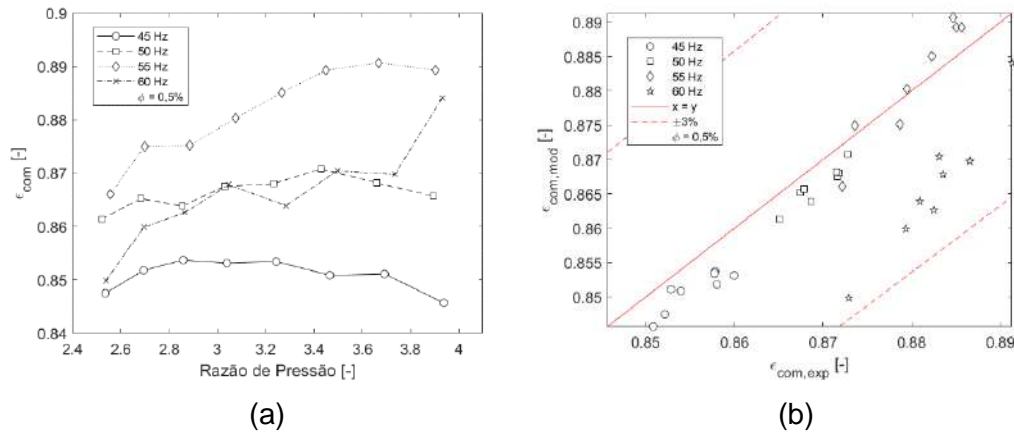 (a)
0.9
0.89
0.88
0.87
0.86
0.85
0.84
ϵcom [-]
45 Hz
50 Hz
55 Hz
60 Hz
ϕ = 0,5%
2.4 2.6 2.8 3 3.2 3.4 3.6 3.8 4
Razão de Pressão [-]
(b)
0.89
0.885
0.88
0.875
0.87
0.865
0.86
0.855
0.85
ϵcom,mod [-]
45 Hz
50 Hz
55 Hz
60 Hz
x = y
±3%
ϕ = 0,5%
0.85 0.86 0.87 0.88 0.89
ϵcom,exp [-]
(a)
(b)